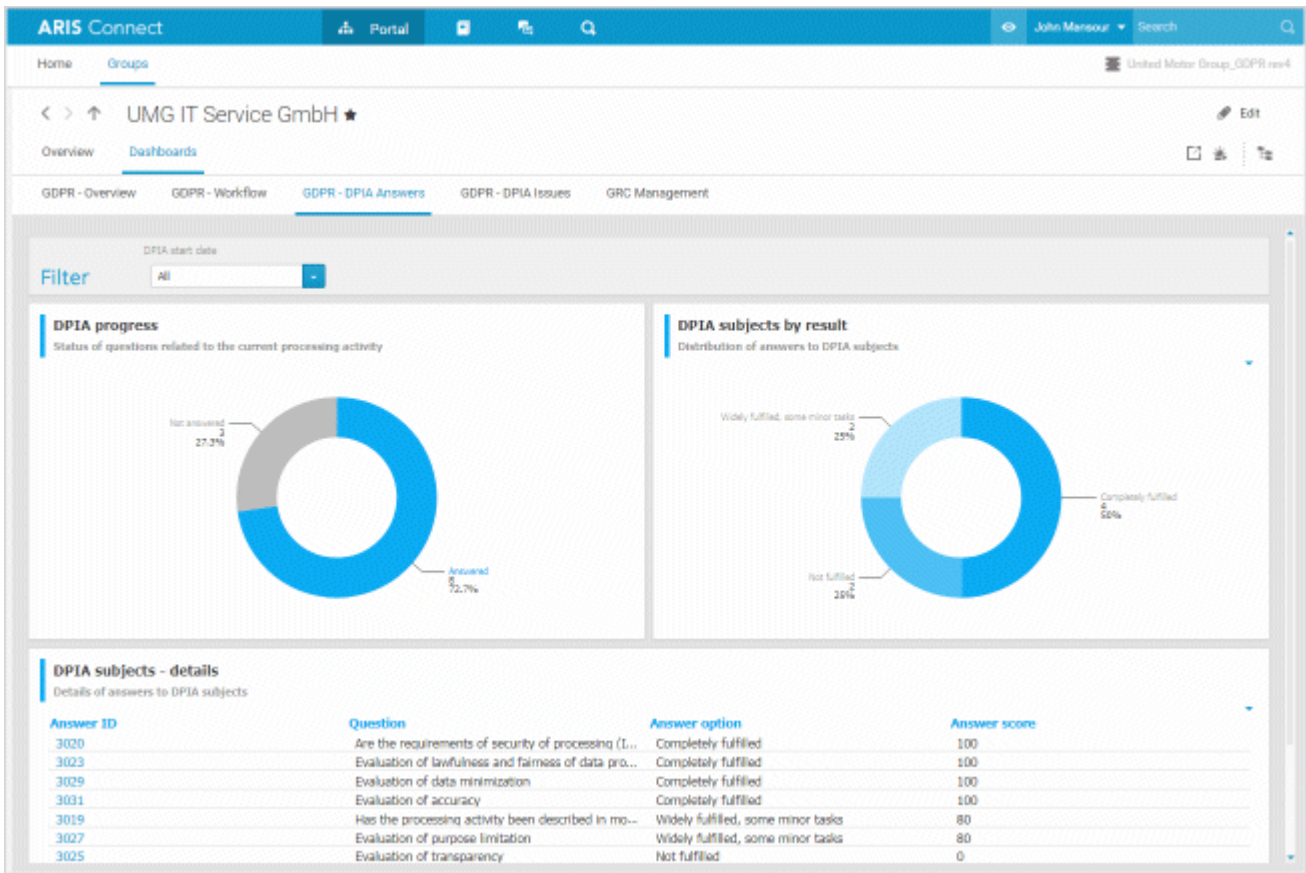 ARIS Connect Portal John Mansour Search
Home Groups United Motor Group_GDPR rev4
UMG IT Service GmbH Edit
Overview Dashboards
GDPR - Overview GDPR - Workflow GDPR - DPIA Answers GDPR - DPIA Issues GRC Management
DPIA start date
Filter All
DPIA progress
Status of questions related to the current processing activity
Not answered
3
27.3%
Answered
8
72.7%
DPIA subjects by result
Distribution of answers to DPIA subjects
Widely fulfilled, some minor tasks
2
25%
Completely fulfilled
4
50%
Not fulfilled
2
25%
DPIA subjects - details
Details of answers to DPIA subjects
Answer ID Question Answer option Answer score
3020 Are the requirements of security of processing (I... Completely fulfilled 100
3023 Evaluation of lawfulness and fairness of data pro... Completely fulfilled 100
3029 Evaluation of data minimization Completely fulfilled 100
3031 Evaluation of accuracy Completely fulfilled 100
3019 Has the processing activity been described in mo... Widely fulfilled, some minor tasks 80
3027 Evaluation of purpose limitation Widely fulfilled, some minor tasks 80
3025 Evaluation of transparency Not fulfilled 0